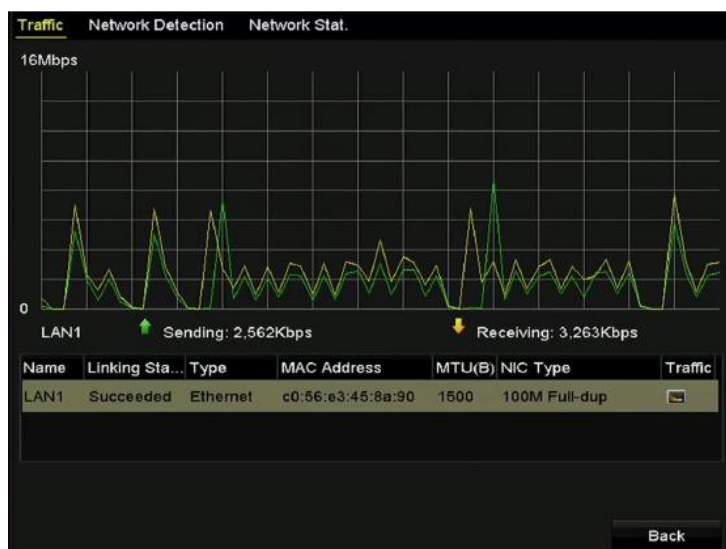 Traffic Network Detection Network Stat.
16Mbps
0
LAN1 Sending: 2,562Kbps Receiving: 3,263Kbps
Name Linking Sta... Type MAC Address MTU(B) NIC Type Traffic
LAN1 Succeeded Ethernet c0:56:e3:45:8a:90 1500 100M Full-dup
Back